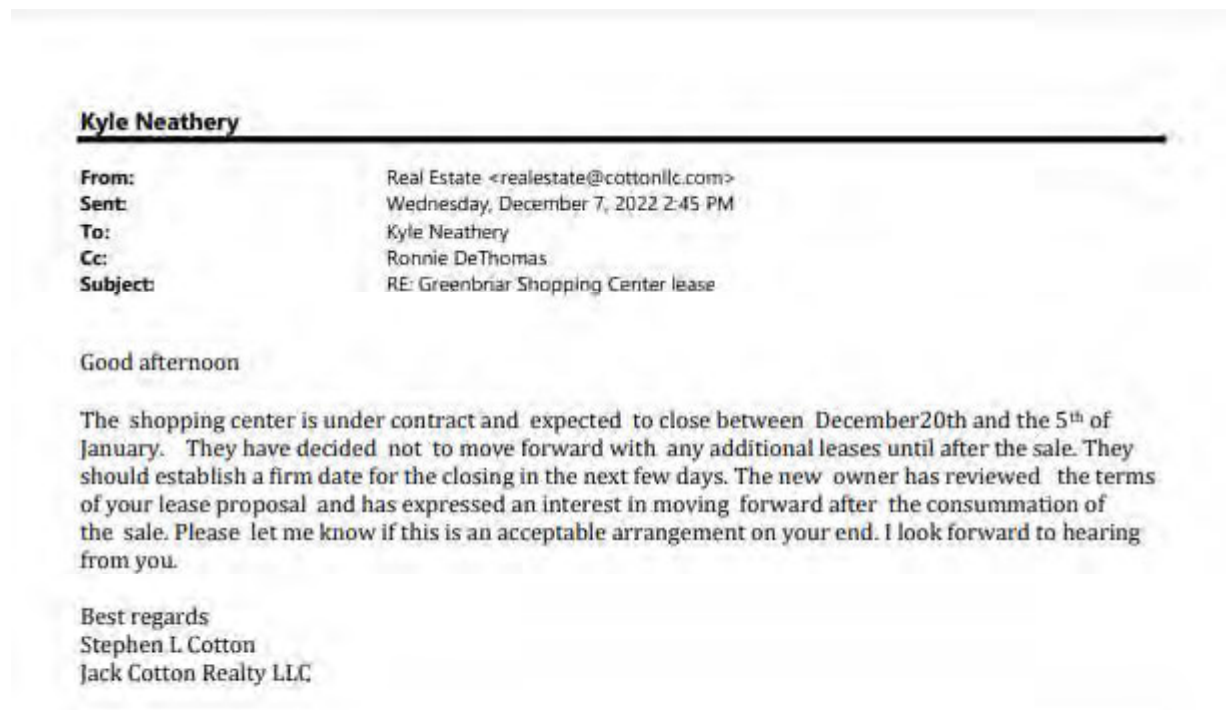 Kyle Neathery
From: Real Estate <realestate@cottonllc.com>
Sent: Wednesday, December 7, 2022 2:45 PM
To: Kyle Neathery
Cc: Ronnie DeThomas
Subject: RE: Greenbriar Shopping Center lease
Good afternoon
The shopping center is under contract and expected to close between December20th and the 5th of
January. They have decided not to move forward with any additional leases until after the sale. They
should establish a firm date for the closing in the next few days. The new owner has reviewed the terms
of your lease proposal and has expressed an interest in moving forward after the consummation of
the sale. Please let me know if this is an acceptable arrangement on your end. I look forward to hearing
from you.
Best regards
Stephen L Cotton
Jack Cotton Realty LLC